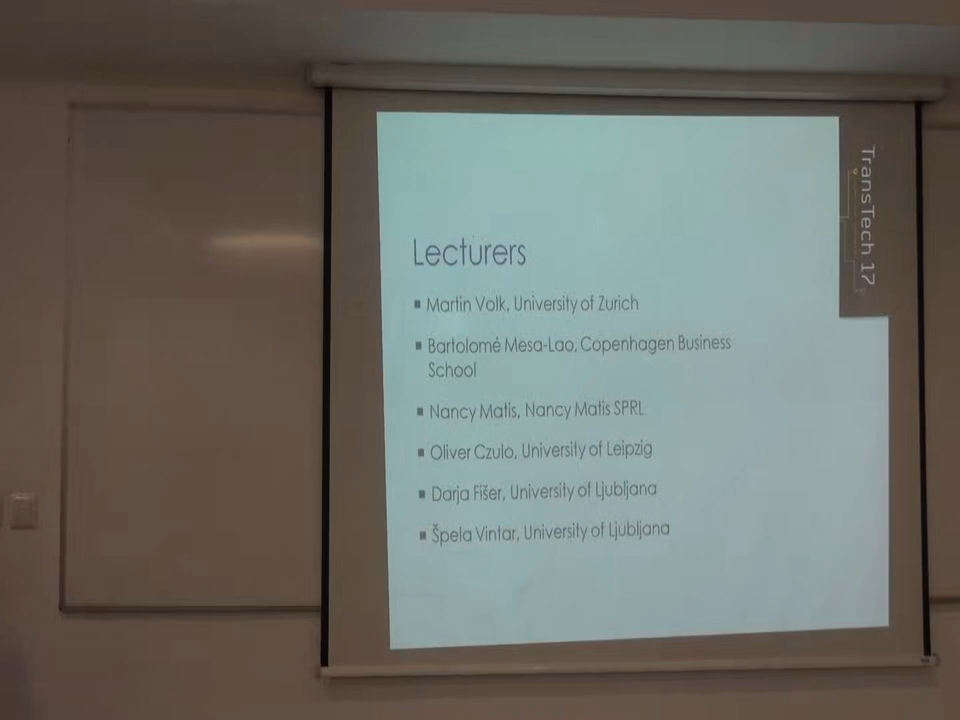 Lecturers
▪ Martin Volk, University of Zurich
▪ Bartolomé Mesa-Lao, Copenhagen Business
School
▪ Nancy Matis, Nancy Matis SPRL
▪ Oliver Czulo, University of Leipzig
▪ Darja Fišer, University of Ljubljana
▪ Špela Vintar, University of Ljubljana
TransTech 17